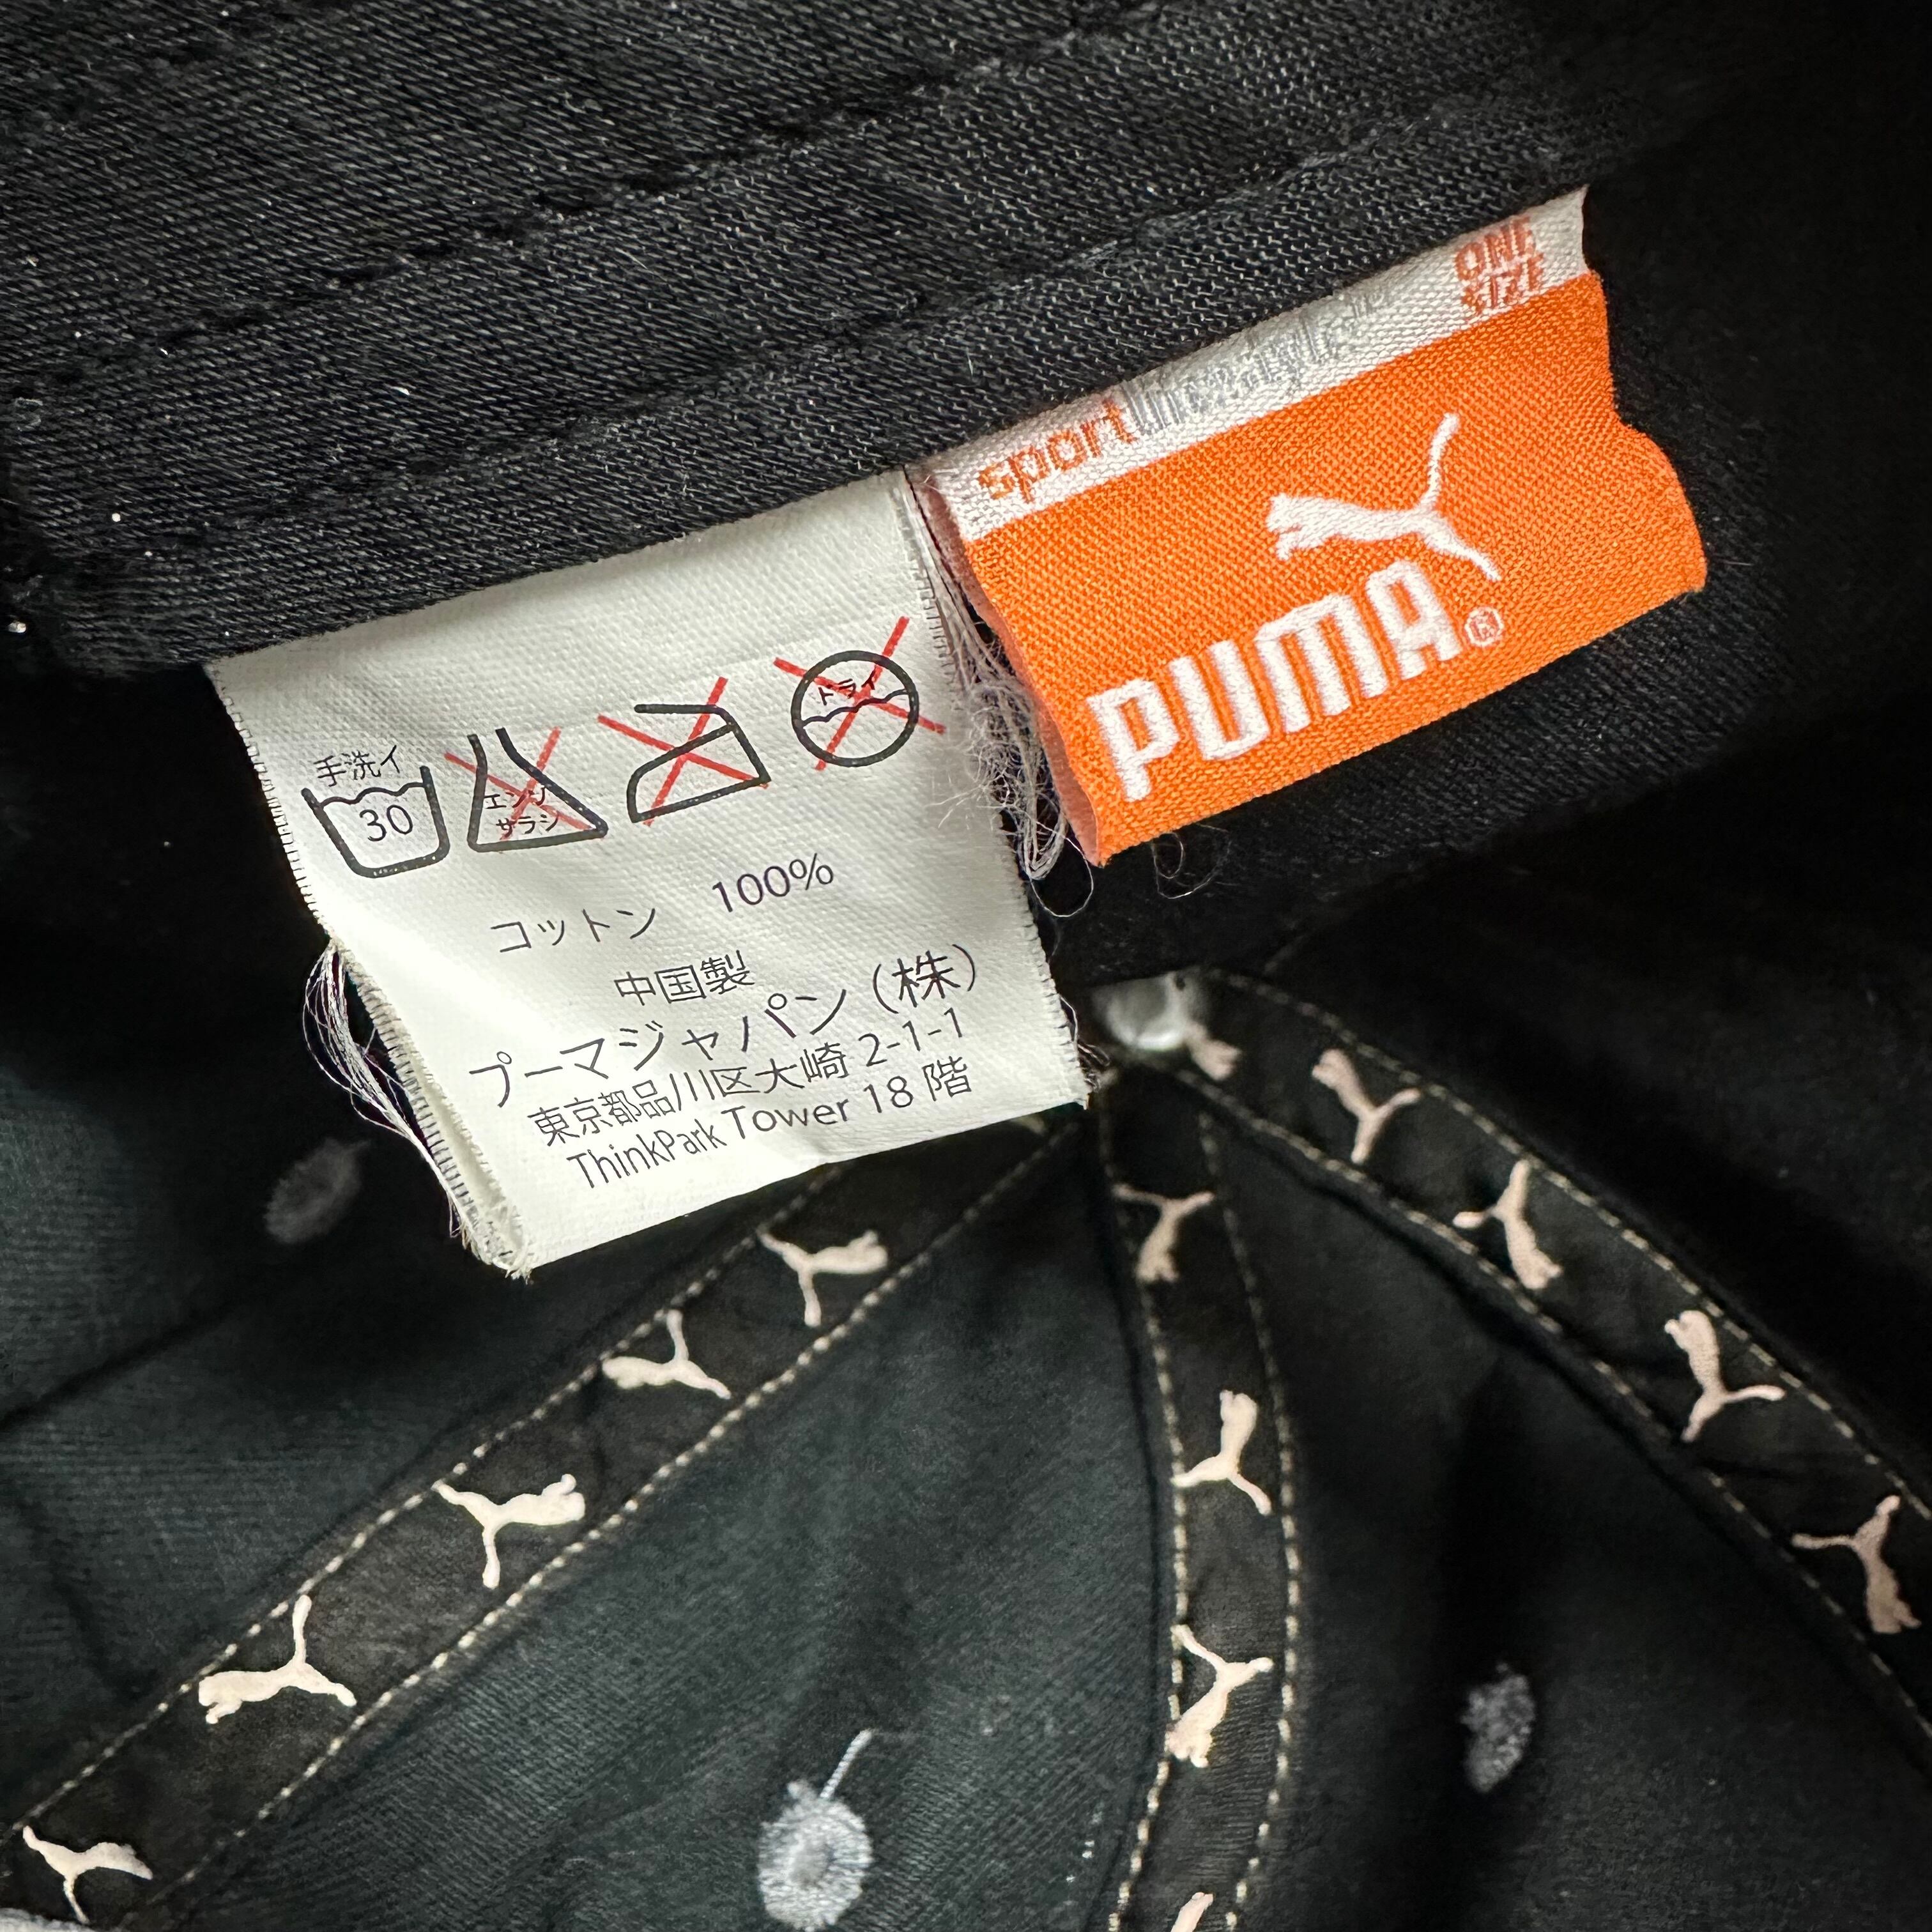 sportlifestyle
ONE
SIZE
PUMA®
手洗イ
30
エンソ
サラシ
ドライ
コットン 100%
中国製
プーマジャパン（株）
東京都品川区大崎 2-1-1
ThinkPark Tower 18 階